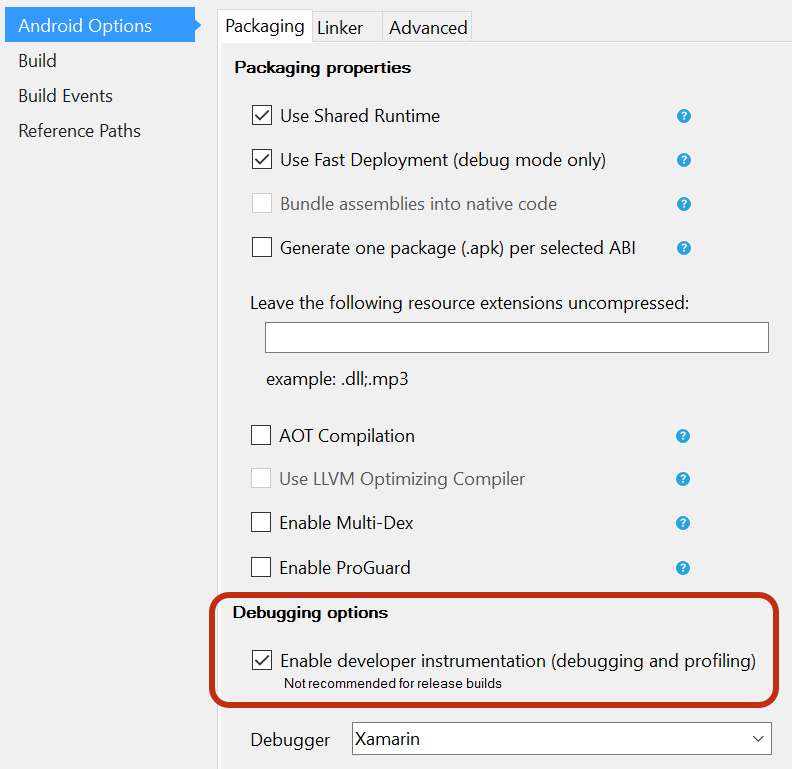 Android Options
Build
Build Events
Reference Paths
Packaging
Linker
Advanced
Packaging properties
Use Shared Runtime
?
Use Fast Deployment (debug mode only)
?
Bundle assemblies into native code
?
Generate one package (.apk) per selected ABI
?
Leave the following resource extensions uncompressed:
example: .dll;.mp3
AOT Compilation
?
Use LLVM Optimizing Compiler
?
Enable Multi-Dex
?
Enable ProGuard
?
Debugging options
Enable developer instrumentation (debugging and profiling)
Not recommended for release builds
Debugger
Xamarin